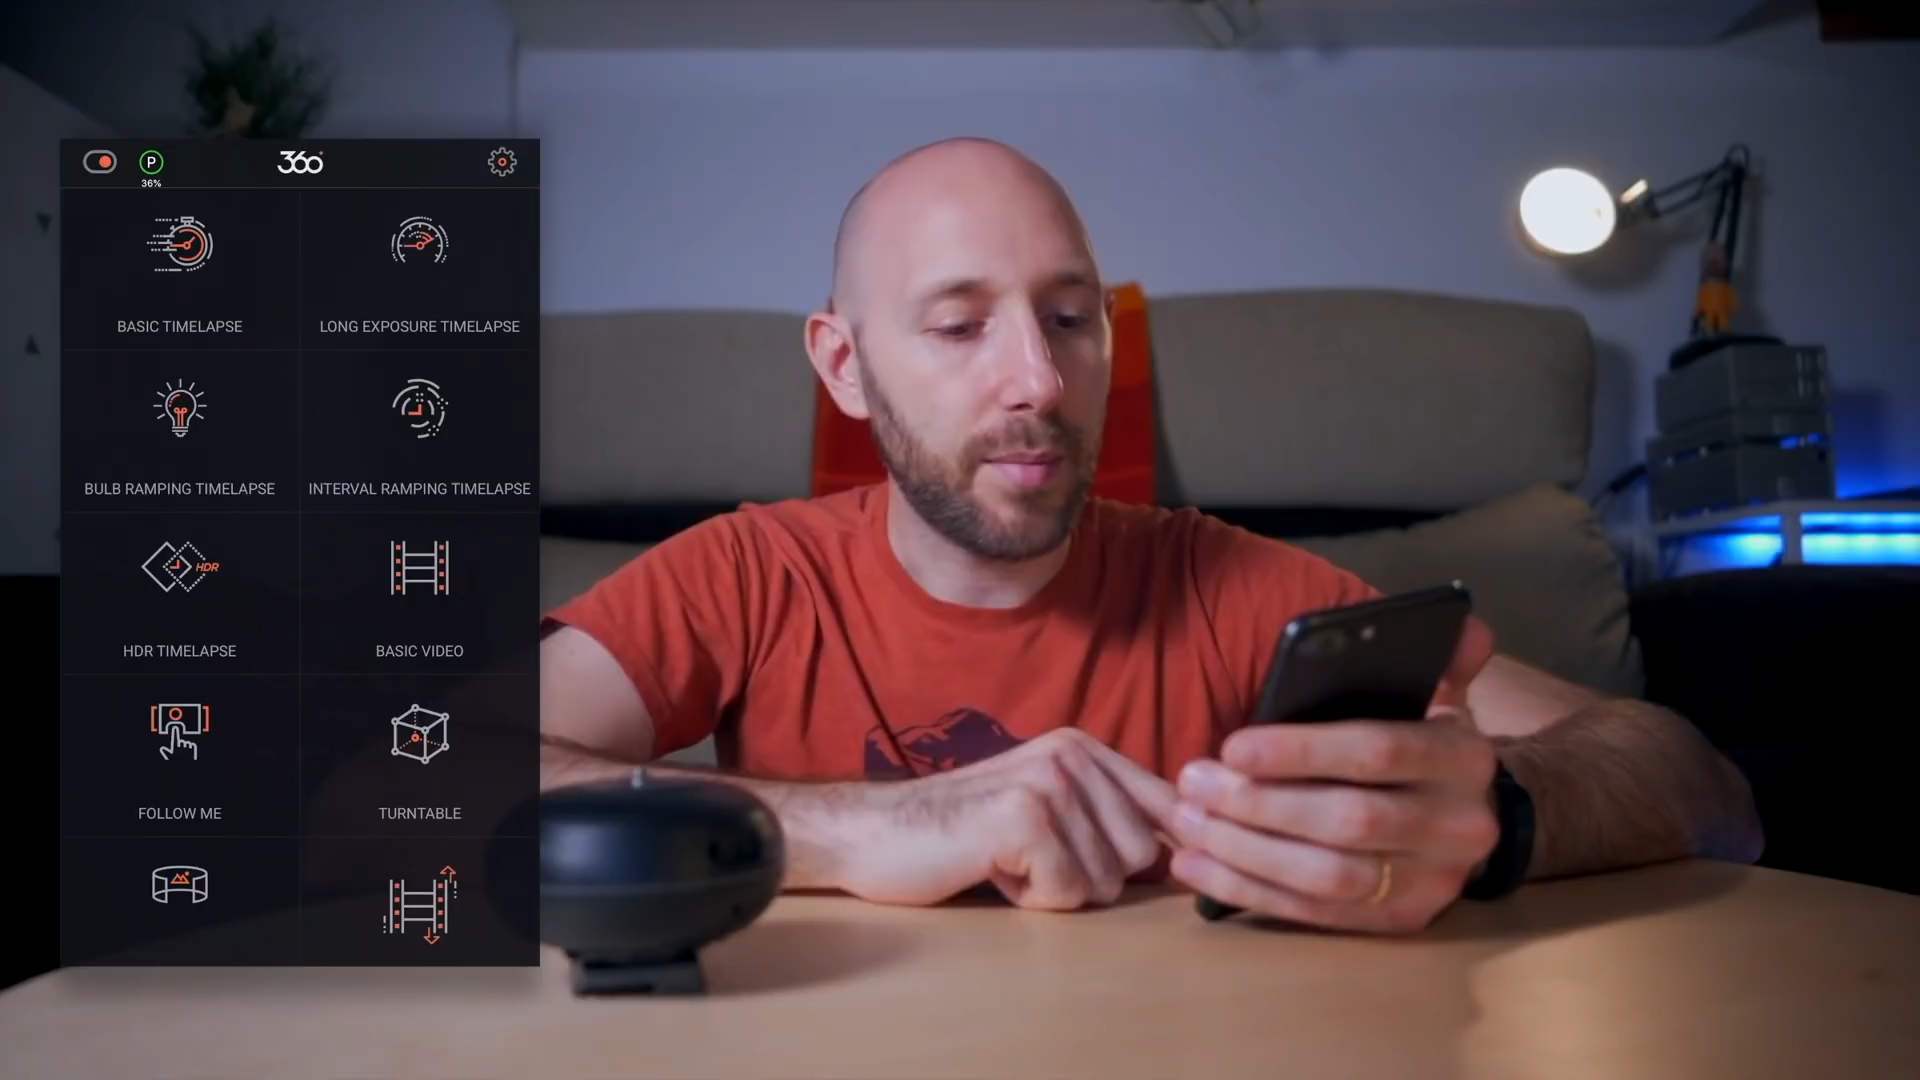 P
360°
36%
BASIC TIMELAPSE
LONG EXPOSURE TIMELAPSE
BULB RAMPING TIMELAPSE
INTERVAL RAMPING TIMELAPSE
HDR
HDR TIMELAPSE
BASIC VIDEO
FOLLOW ME
TURNTABLE